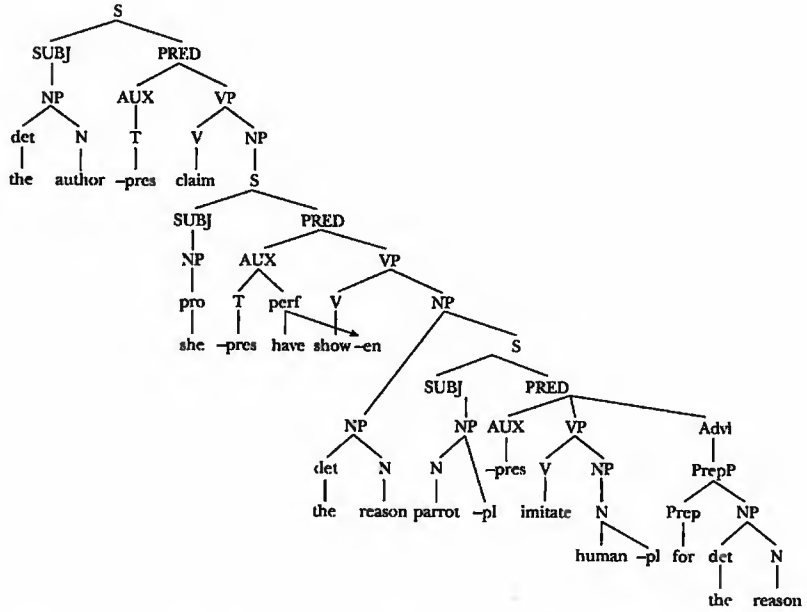 S
SUBJ PRED
NP AUX VP
det N T V NP
the author –pres claim S
SUBJ PRED
NP AUX VP
pro T perf V NP
she –pres have show –en S
SUBJ PRED
NP NP AUX VP Advl
det N N –pres V NP PrepP
the reason parrot –pl imitate N Prep NP
human –pl for det N
the reason